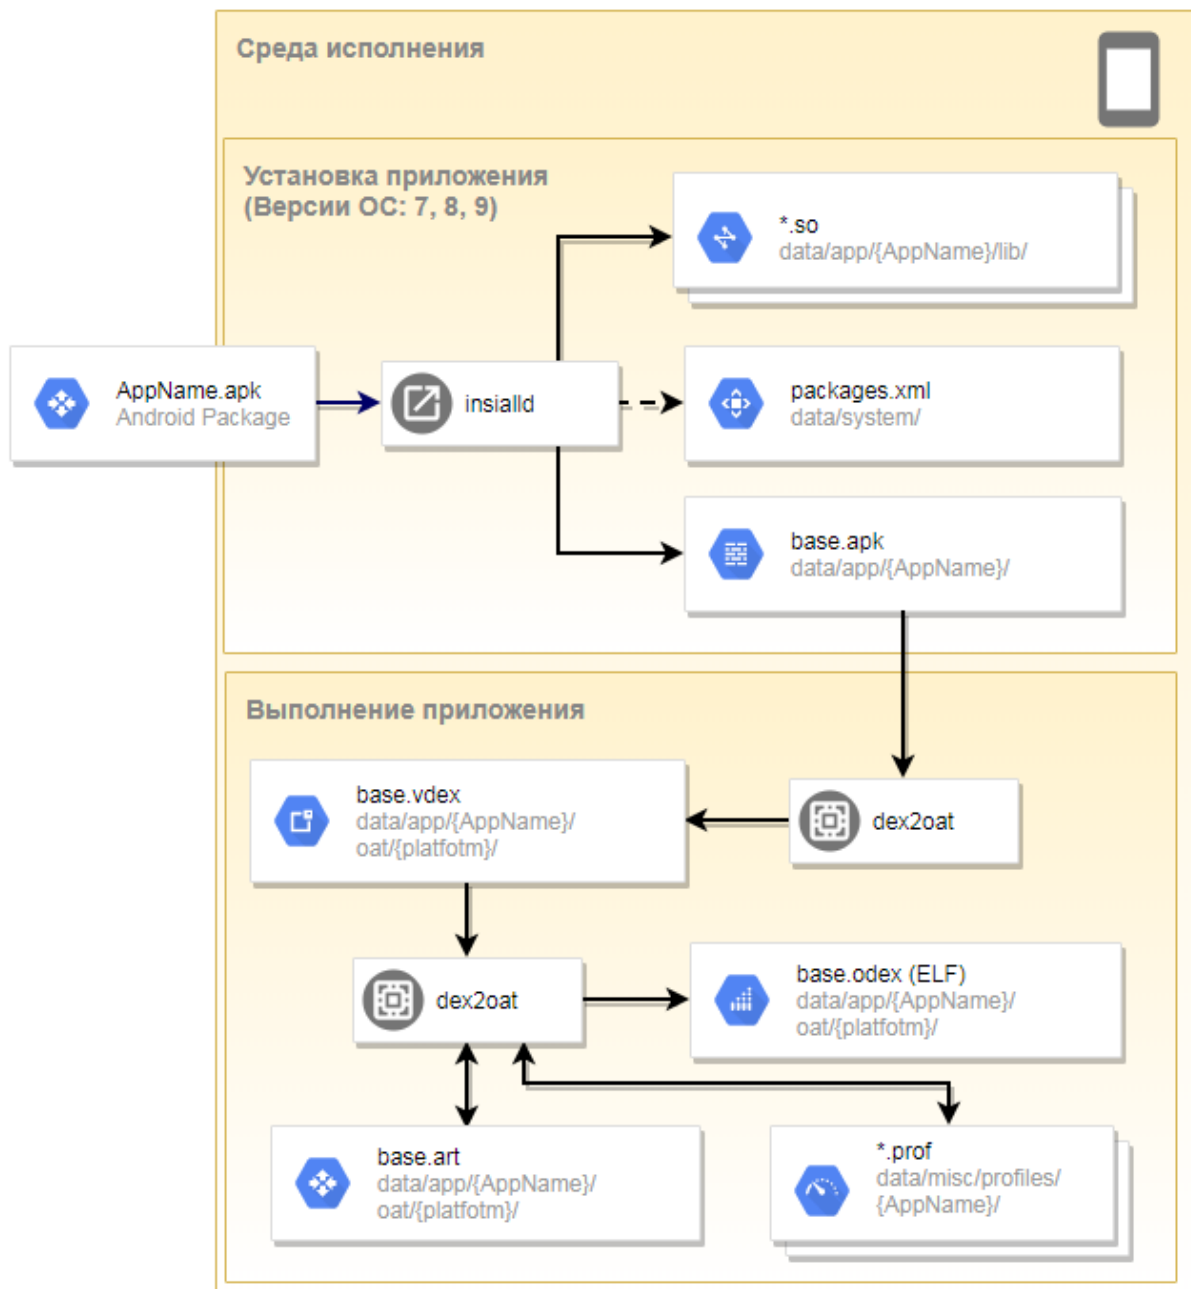 Среда исполнения
Установка приложения
(Версии ОС: 7, 8, 9)
*.so
data/app/{AppName}/lib/
AppName.apk
Android Package
insialld
packages.xml
data/system/
base.apk
data/app/{AppName}/
Выполнение приложения
base.vdex
data/app/{AppName}/
oat/{platfotm}/
dex2oat
dex2oat
base.odex (ELF)
data/app/{AppName}/
oat/{platfotm}/
base.art
data/app/{AppName}/
oat/{platfotm}/
*.prof
data/misc/profiles/
{AppName}/